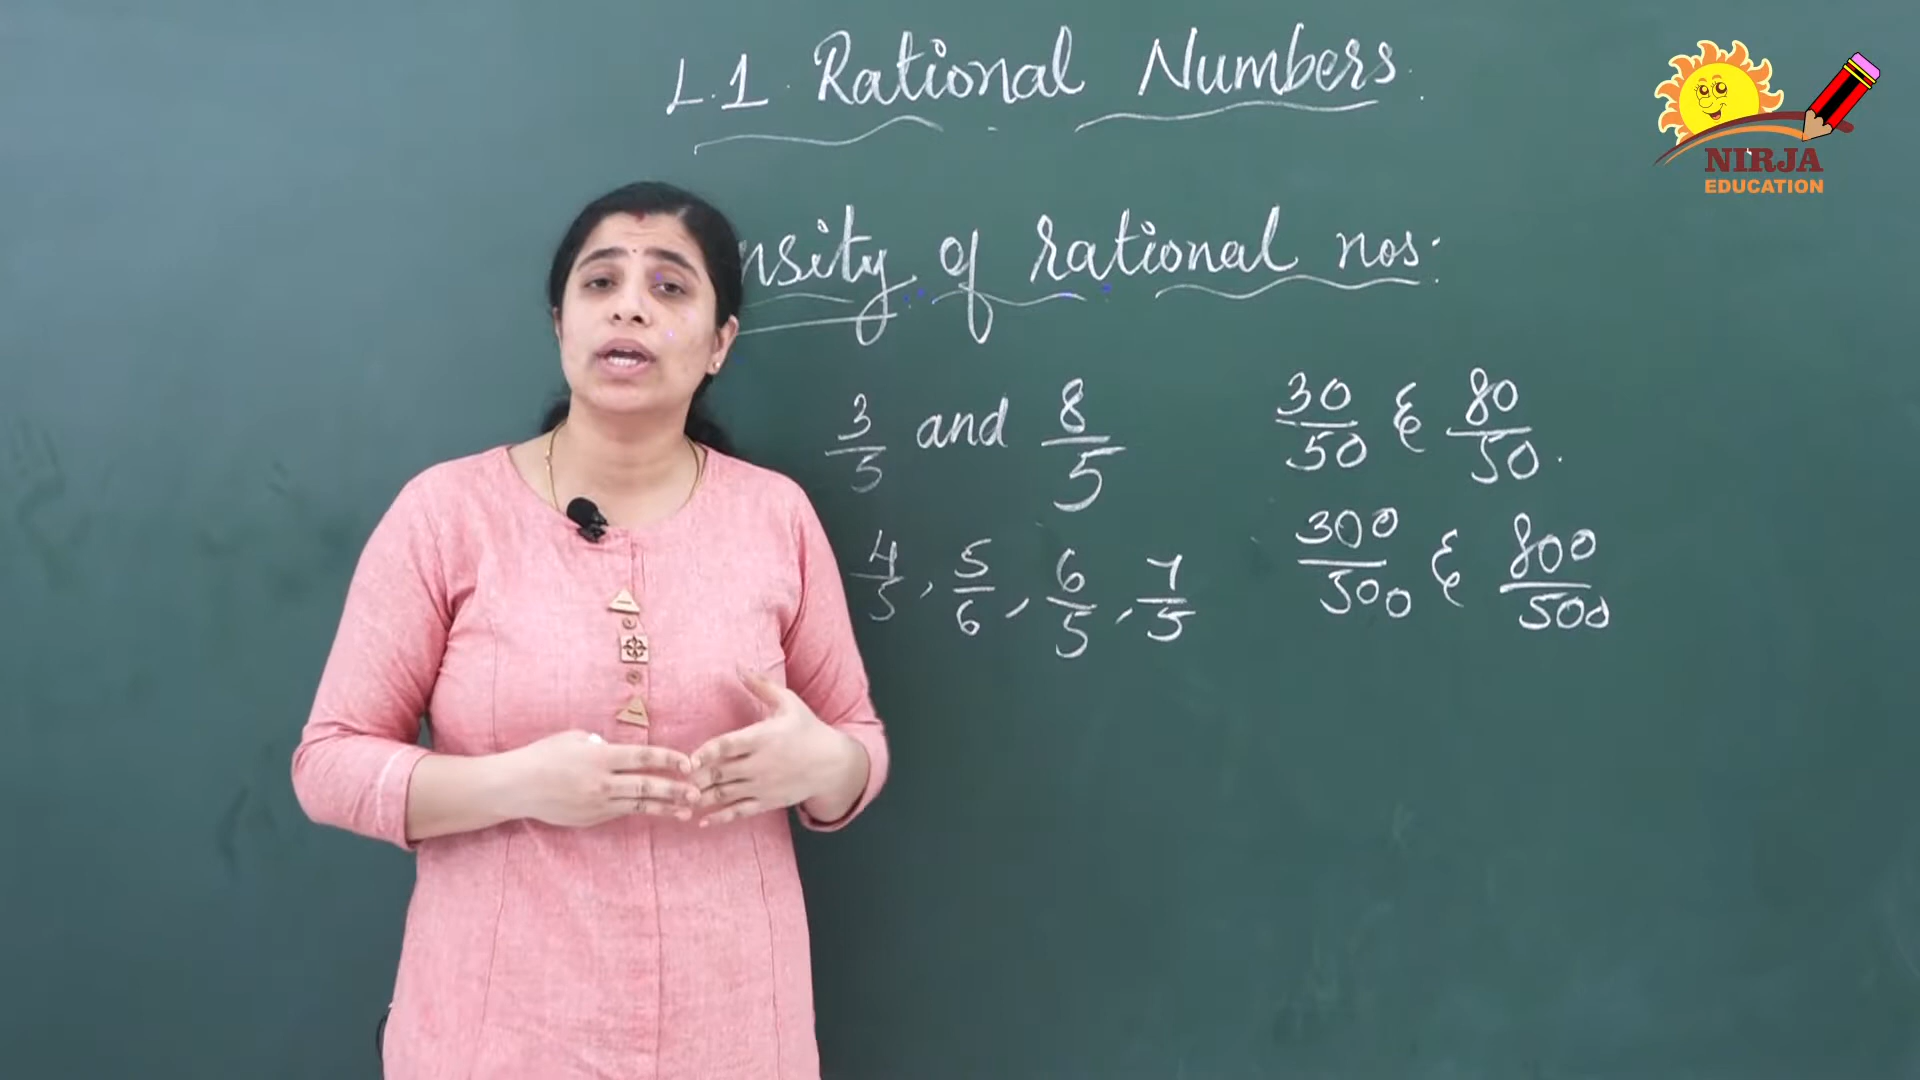 L.1. Rational Numbers.
NIRJA
EDUCATION
nsity of rational nos.
3/5 and 8/5
30/50 & 80/50.
4/5, 5/6, 6/5, 7/5
300/500 & 800/500